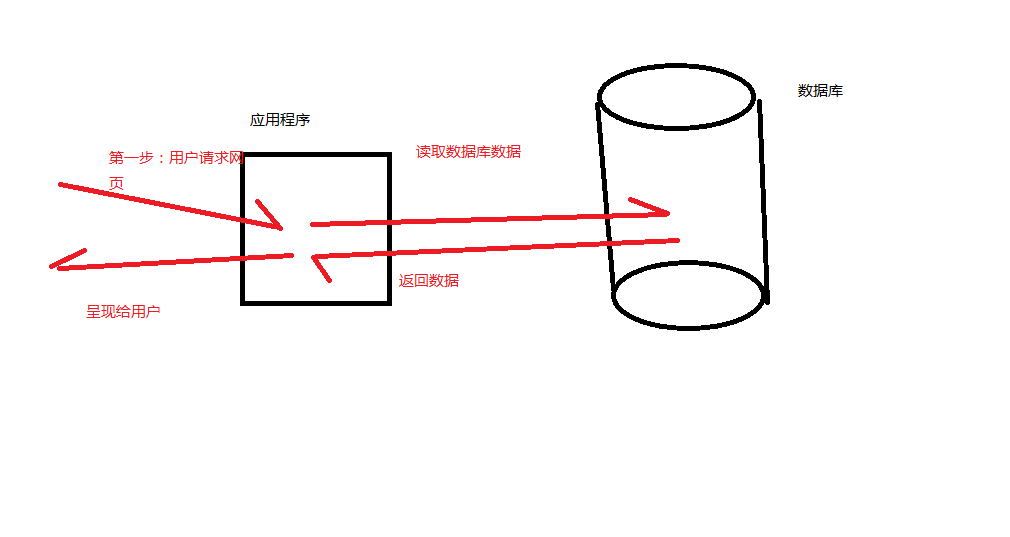 数据库
应用程序
第一步：用户请求网
页
读取数据库数据
返回数据
呈现给用户